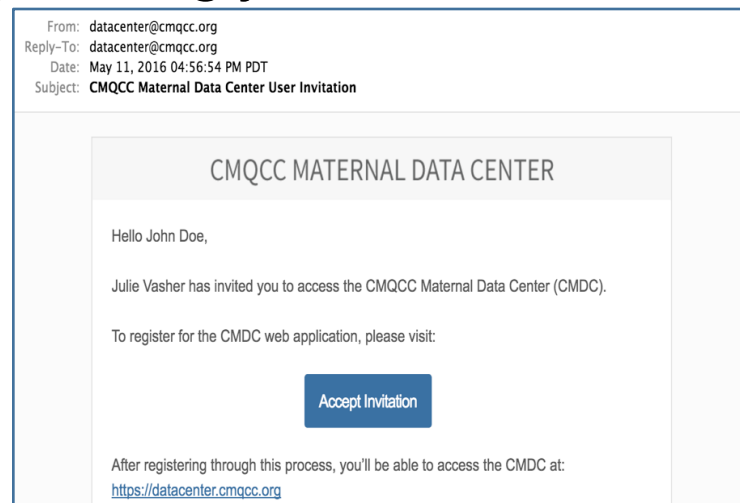 From: datacenter@cmqcc.org
Reply-To: datacenter@cmqcc.org
Date: May 11, 2016 04:56:54 PM PDT
Subject: CMQCC Maternal Data Center User Invitation
CMQCC MATERNAL DATA CENTER
Hello John Doe,
Julie Vasher has invited you to access the CMQCC Maternal Data Center (CMDC).
To register for the CMDC web application, please visit:
Accept Invitation
After registering through this process, you'll be able to access the CMDC at:
https://datacenter.cmqcc.org